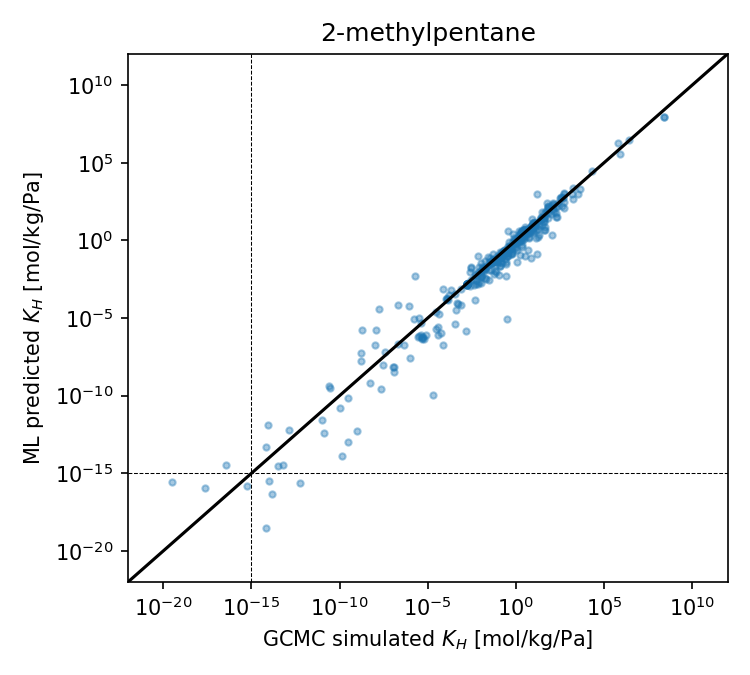 2-methylpentane
ML predicted $K_H$ [mol/kg/Pa]
$10^{10}$
$10^{5}$
$10^{0}$
$10^{-5}$
$10^{-10}$
$10^{-15}$
$10^{-20}$
$10^{-20}$ $10^{-15}$ $10^{-10}$ $10^{-5}$ $10^{0}$ $10^{5}$ $10^{10}$
GCMC simulated $K_H$ [mol/kg/Pa]